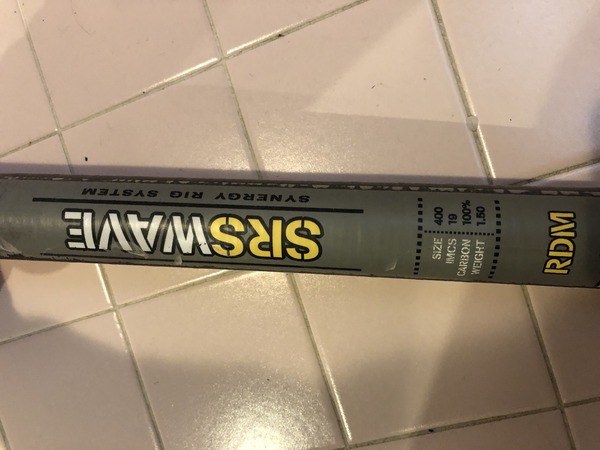 SYNERGY RIG SYSTEM
SRSWAVE
SIZE 400
IMCS 19
CARBON 100%
WEIGHT 1.50
RDM